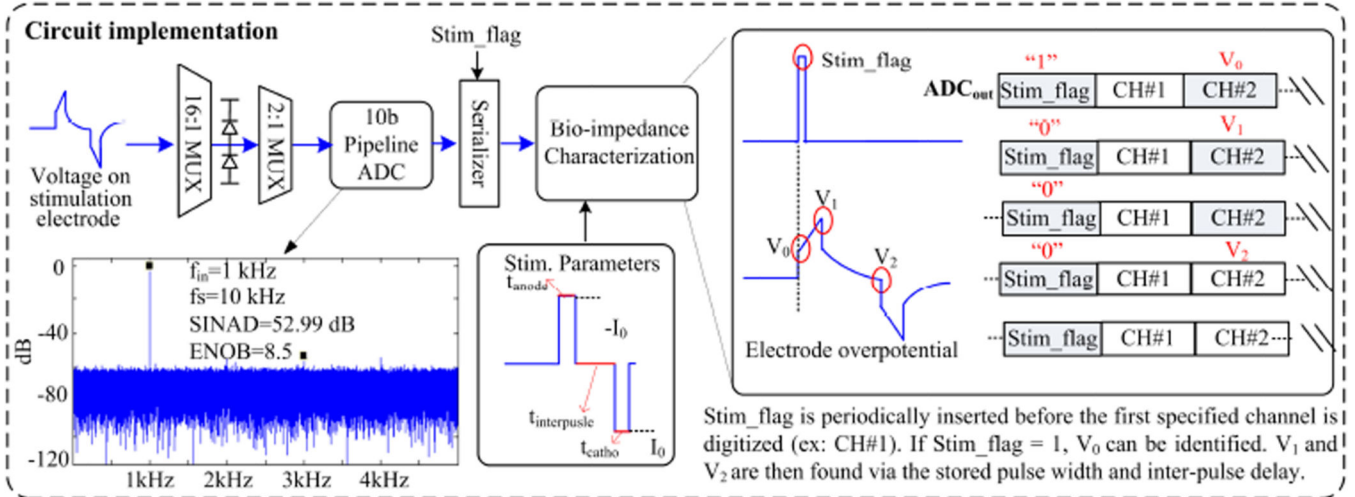 Circuit implementation
Stim_flag
Voltage on
stimulation
electrode
16:1 MUX
2:1 MUX
10b
Pipeline
ADC
Serializer
Bio-impedance
Characterization
0
-40
-80
-120
dB
fin=1 kHz
fs=10 kHz
SINAD=52.99 dB
ENOB=8.5
1kHz
2kHz
3kHz
4kHz
Stim. Parameters
tanode
-I0
tinterpusle
tcatho
I0
Stim_flag
V0
V1
V2
Electrode overpotential
“1” V0
ADCout Stim_flag CH#1 CH#2
“0” V1
Stim_flag CH#1 CH#2
“0”
Stim_flag CH#1 CH#2
“0” V2
Stim_flag CH#1 CH#2
Stim_flag CH#1 CH#2
Stim_flag is periodically inserted before the first specified channel is
digitized (ex: CH#1). If Stim_flag = 1, V0 can be identified. V1 and
V2 are then found via the stored pulse width and inter-pulse delay.